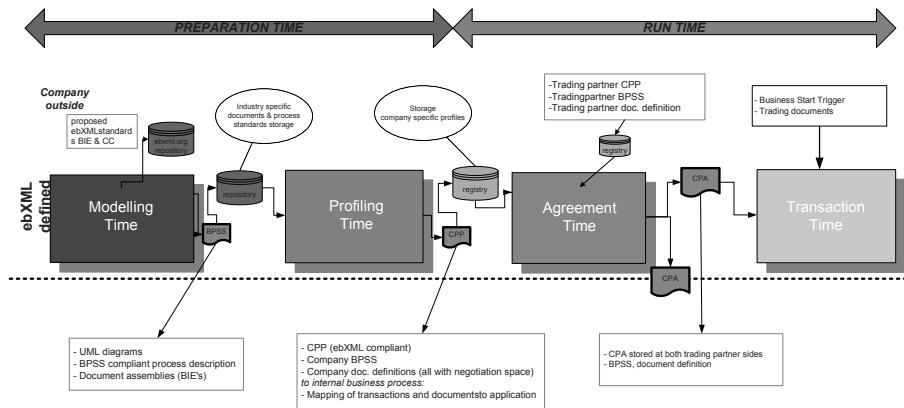 PREPARATION TIME
RUN TIME
Company
outside
proposed
ebXMLstandard
s BIE & CC
ebxml.org
repository
Industry specific
documents & process
standards storage
Storage
company specific profiles
-Trading partner CPP
-Tradingpartner BPSS
-Trading partner doc. definition
- Business Start Trigger
- Trading documents
ebXML
defined
Modelling
Time
BPSS
repository
Profiling
Time
CPP
registry
registry
Agreement
Time
CPA
CPA
Transaction
Time
- UML diagrams
- BPSS compliant process description
- Document assemblies (BIE's)
- CPP (ebXML compliant)
- Company BPSS
- Company doc. definitions (all with negotiation space)
to internal business process:
- Mapping of transactions and documentsto application
- CPA stored at both trading partner sides
- BPSS, document definition